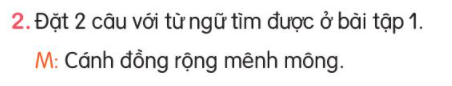 2. Đặt 2 câu với từ ngữ tìm được ở bài tập 1.
M: Cánh đồng rộng mênh mông.